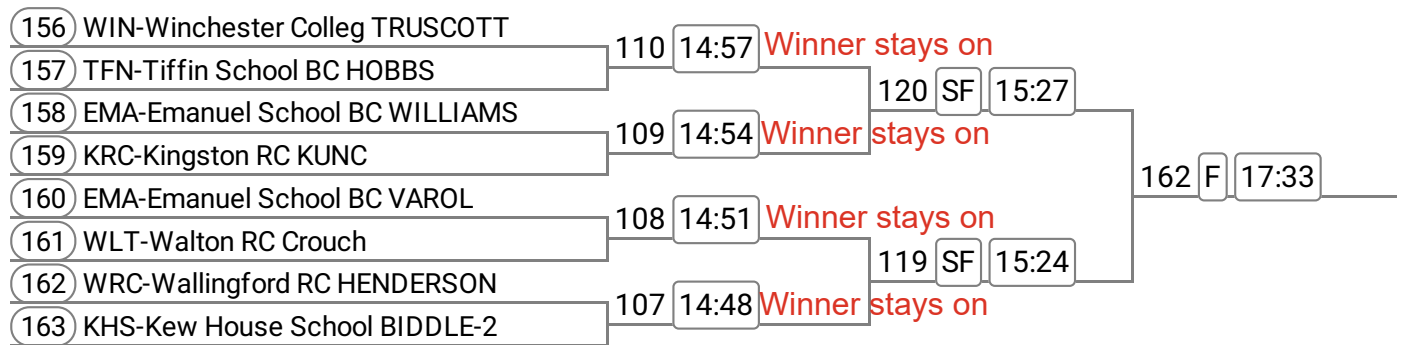 156 WIN-Winchester Colleg TRUSCOTT
110 14:57 Winner stays on
157 TFN-Tiffin School BC HOBBS
120 SF 15:27
158 EMA-Emanuel School BC WILLIAMS
109 14:54 Winner stays on
159 KRC-Kingston RC KUNC
162 F 17:33
160 EMA-Emanuel School BC VAROL
108 14:51 Winner stays on
161 WLT-Walton RC Crouch
119 SF 15:24
162 WRC-Wallingford RC HENDERSON
107 14:48 Winner stays on
163 KHS-Kew House School BIDDLE-2